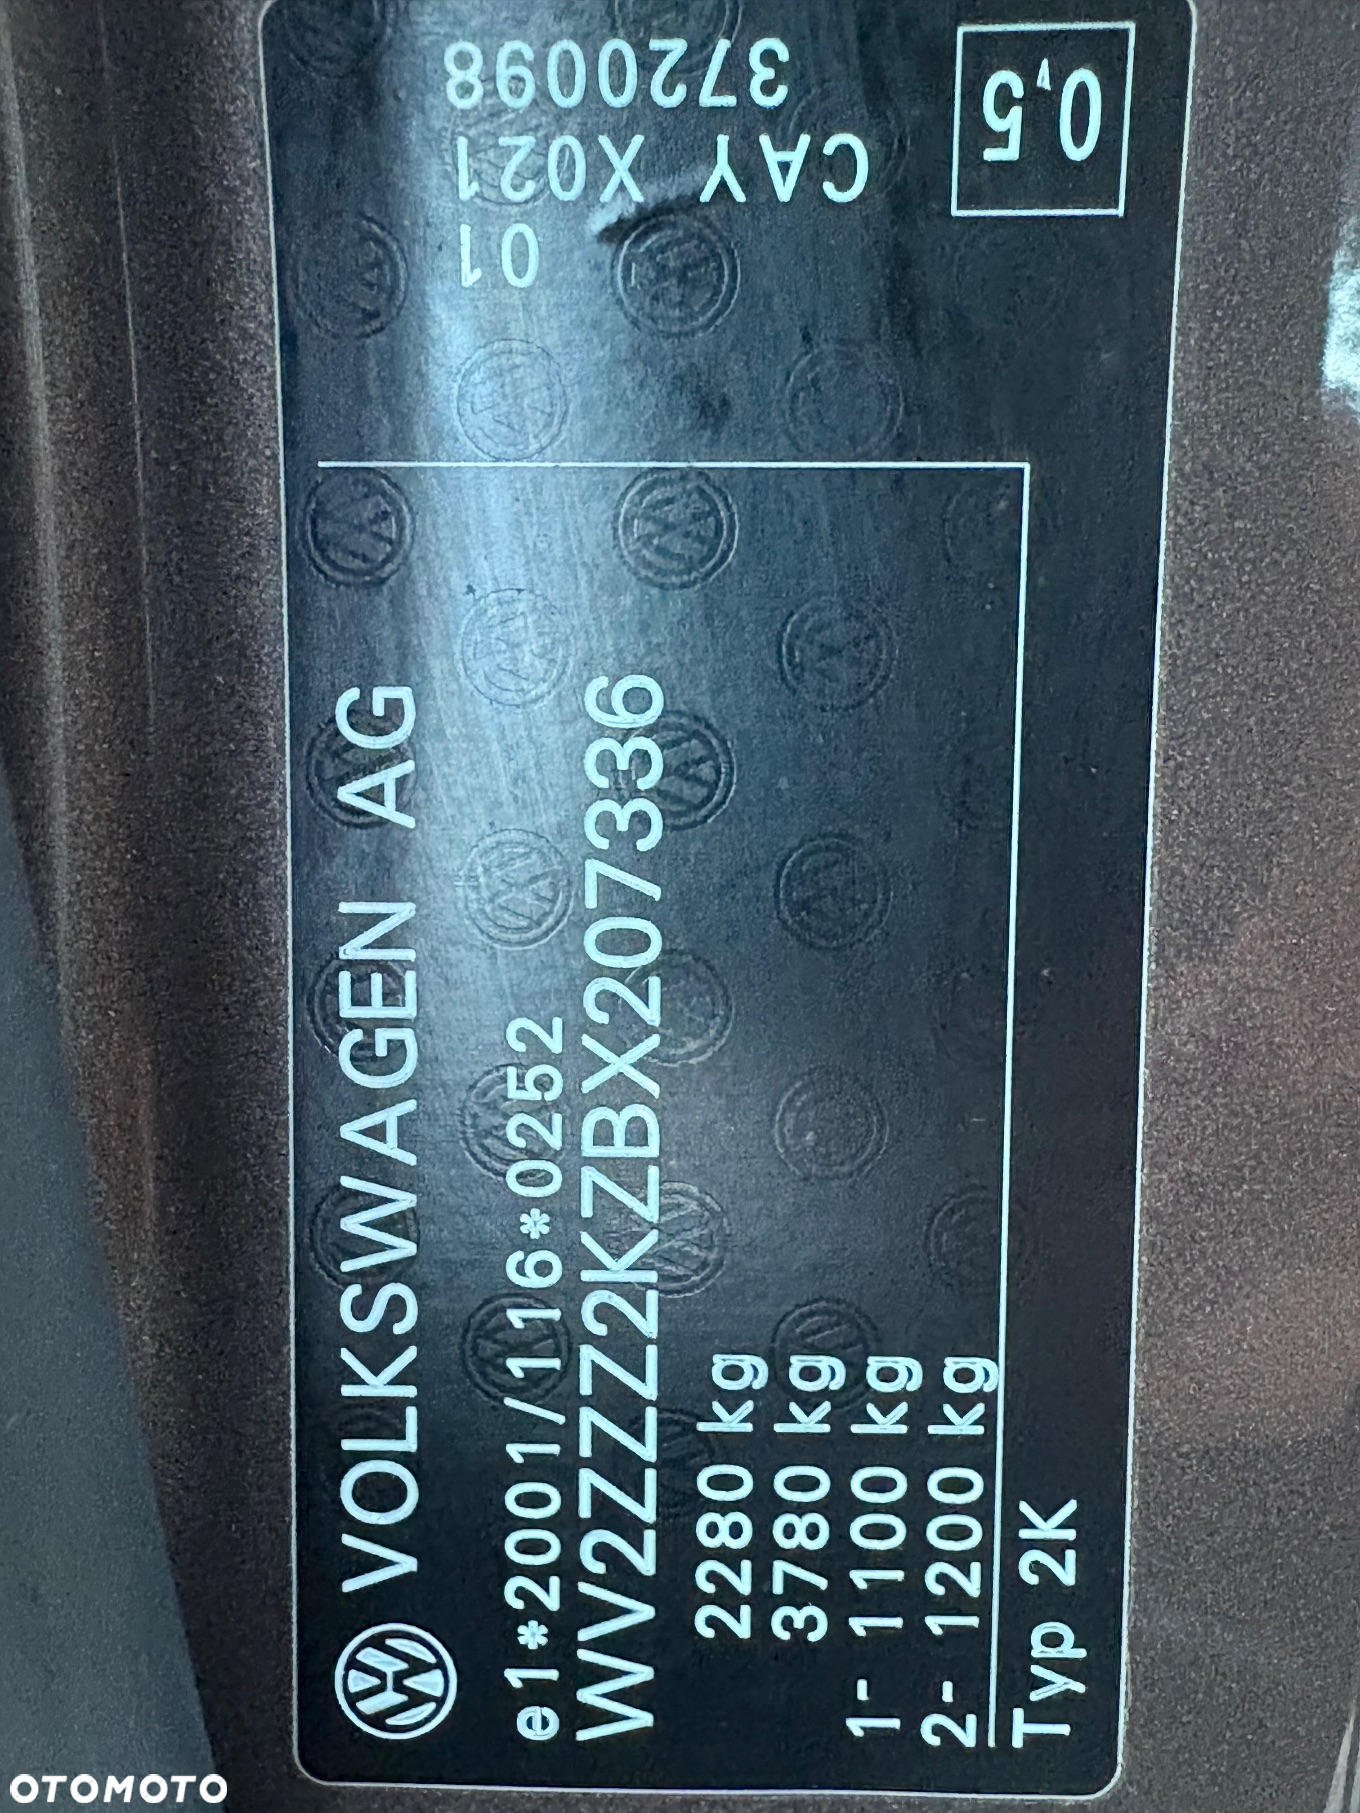 VOLKSWAGEN AG
e1*2001/116*0252
WV2ZZZ2KZBX207336
2280 kg
3780 kg
1- 1100 kg
2- 1200 kg
Typ 2K
3720098
CAY X021
01
0,5
OTOMOTO